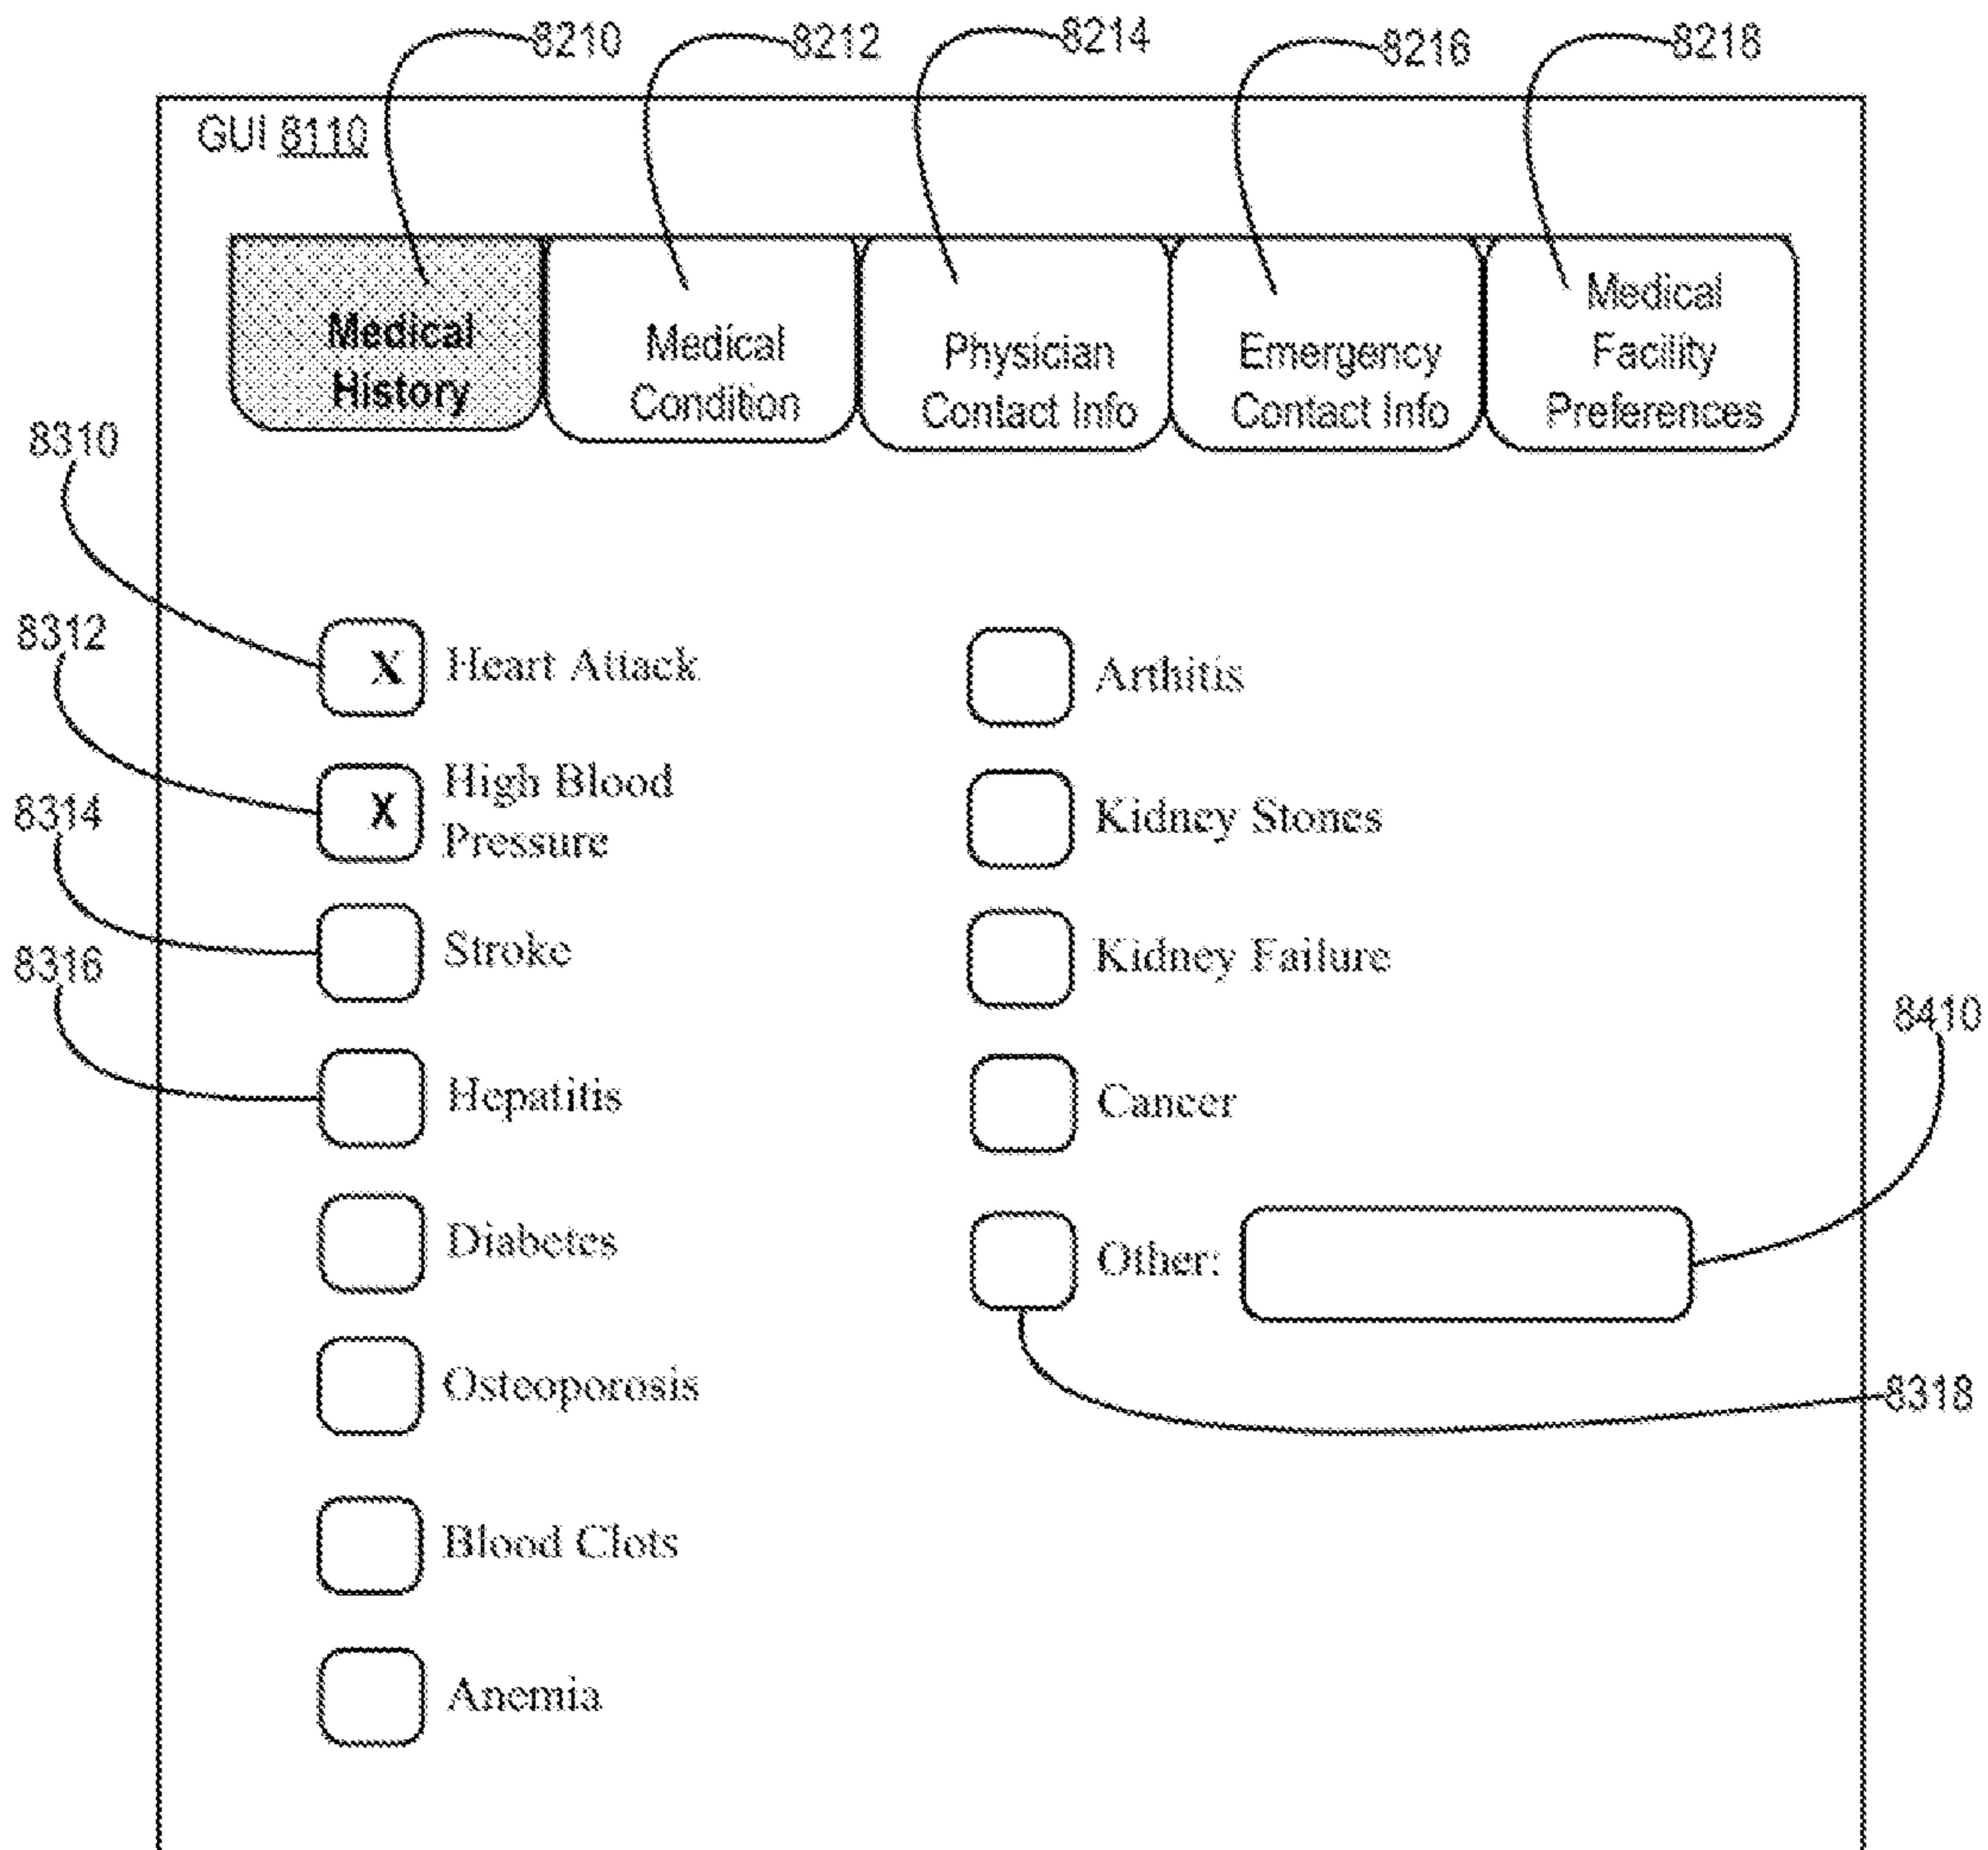 8210 8212 8214 8216 8218
GUI 8110
Medical
History
Medical
Condition
Physician
Contact Info
Emergency
Contact Info
Medical
Facility
Preferences
8310
8312
8314
8316
X Heart Attack
X High Blood
Pressure
Stroke
Hepatitis
Diabetes
Osteoporosis
Blood Clots
Anemia
Arthitis
Kidney Stones
Kidney Failure
Cancer
Other:
8410
8318